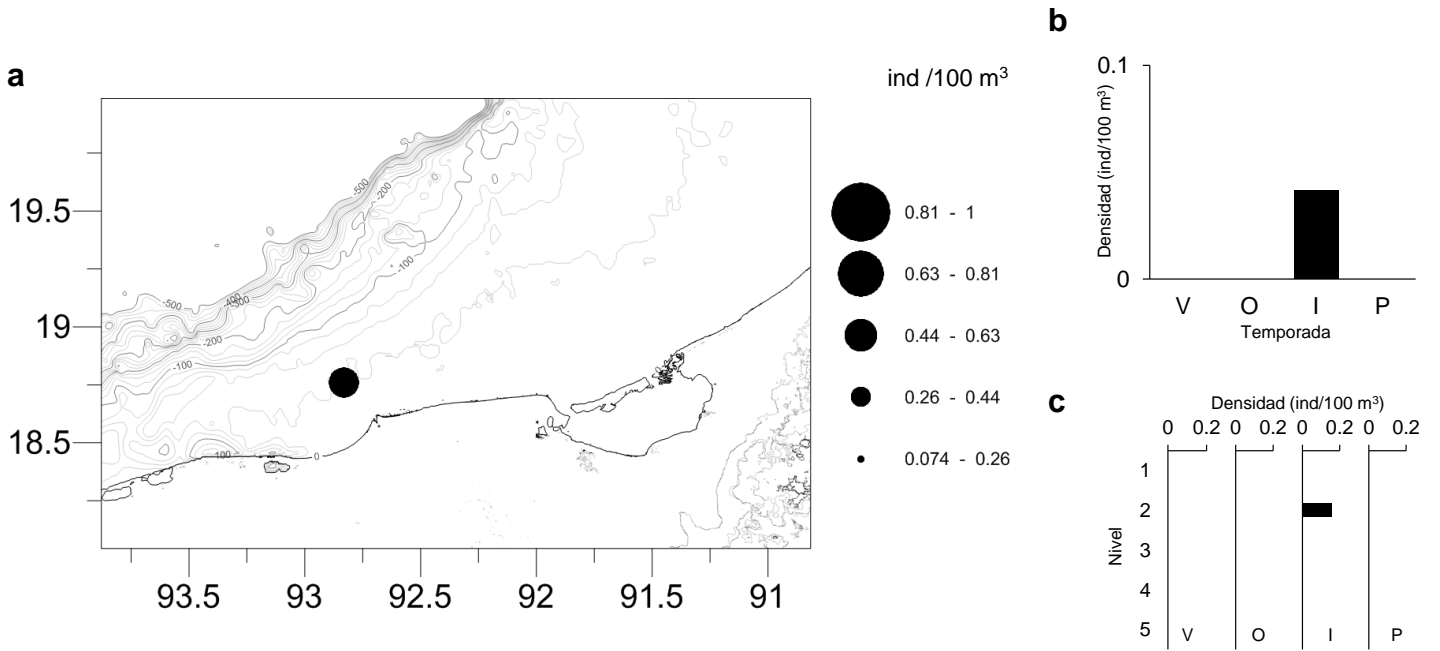 a
ind /100 m³
19.5
19
18.5
93.5
93
92.5
92
91.5
91
-500
-200
-100
-500
-400
-200
-100
100
0
0.81 - 1
0.63 - 0.81
0.44 - 0.63
0.26 - 0.44
0.074 - 0.26
b
Densidad (ind/100 m³)
0.1
0
V O I P
Temporada
c
Densidad (ind/100 m³)
0 0.2 0 0.2 0 0.2 0 0.2
Nivel
1
2
3
4
5
V O I P